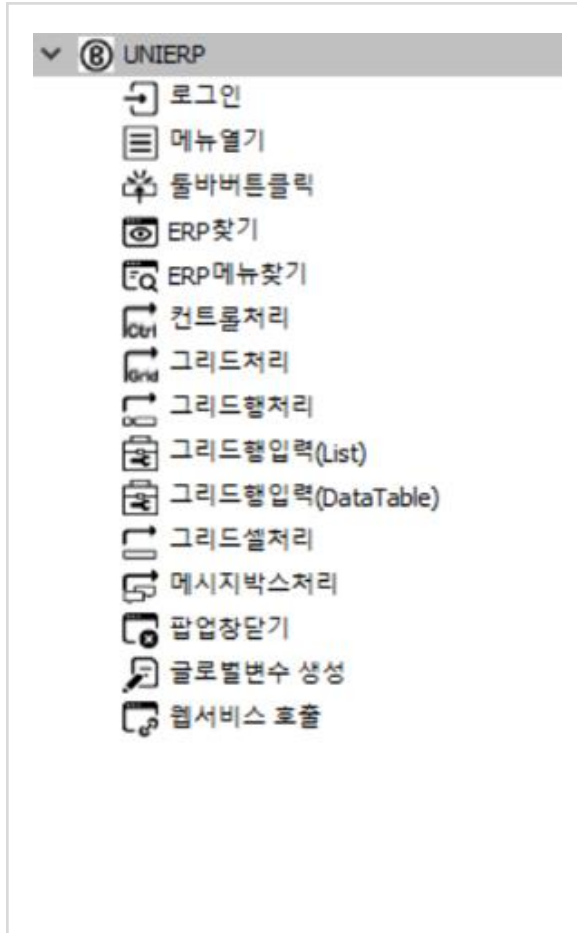 UNIERP
로그인
메뉴열기
툴바버튼클릭
ERP찾기
ERP메뉴찾기
Ctrl 컨트롤처리
Grid 그리드처리
그리드행처리
그리드행입력(List)
그리드행입력(DataTable)
그리드셀처리
메시지박스처리
팝업창닫기
글로벌변수 생성
웹서비스 호출